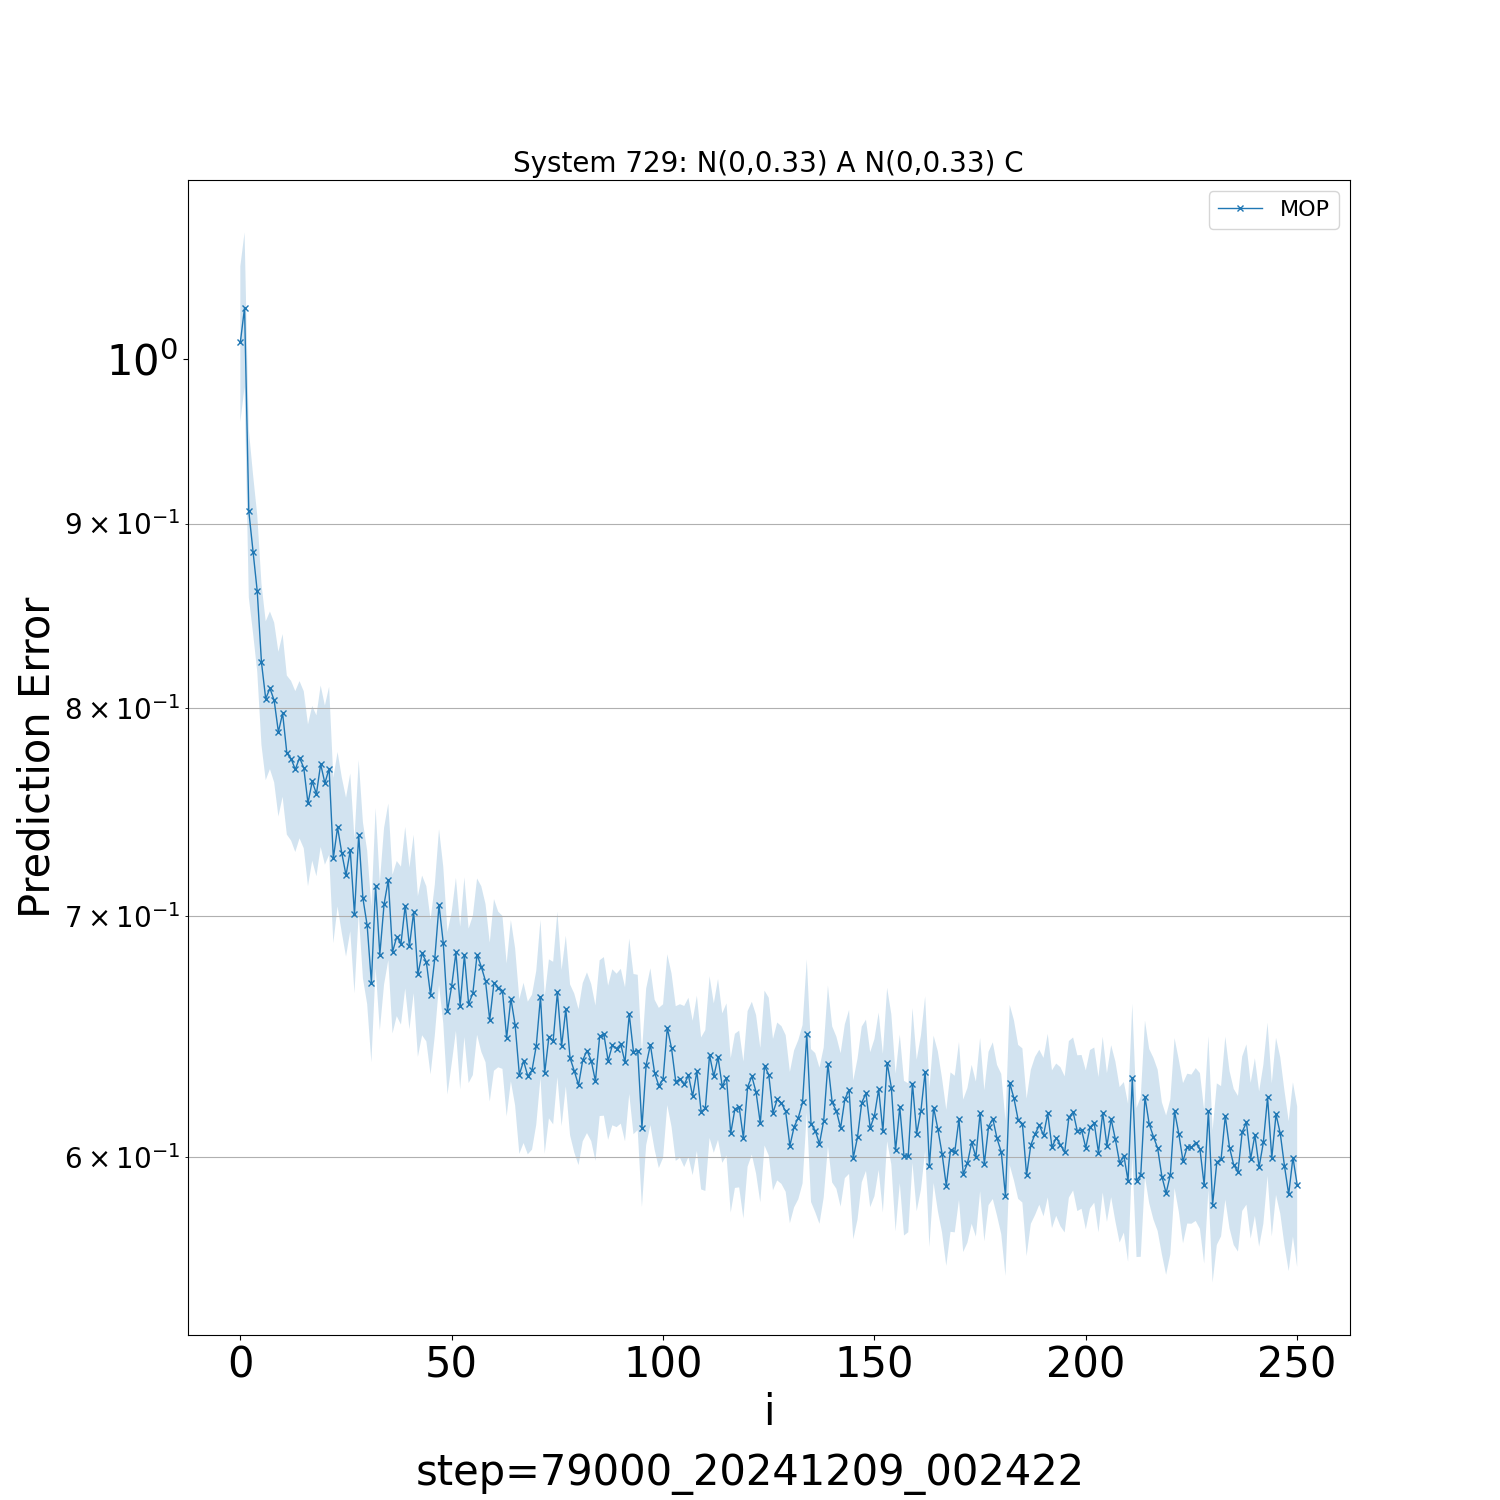 System 729: N(0,0.33) A N(0,0.33) C
MOP
10⁰
9 × 10⁻¹
8 × 10⁻¹
7 × 10⁻¹
6 × 10⁻¹
Prediction Error
0 50 100 150 200 250
i
step=79000_20241209_002422